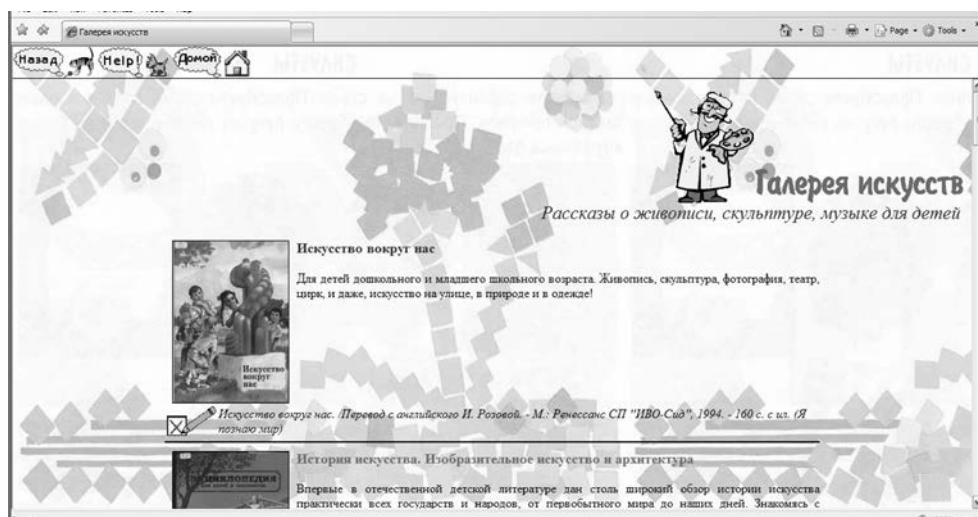 Галерея искусств
Page
Tools
Назад
Help!
Домой
Галерея искусств
Рассказы о живописи, скульптуре, музыке для детей
Искусство вокруг нас
Для детей дошкольного и младшего школьного возраста. Живопись, скульптура, фотография, театр,
цирк, и даже, искусство на улице, в природе и в одежде!
Искусство
вокруг
нас
Искусство вокруг нас. /Перевод с английского И. Розовой. - М.: Ренессанс СП "ИВО-Сид", 1994. - 160 с. с ил. (Я
познаю мир)
История искусства. Изобразительное искусство и архитектура
ЭНЦИКЛОПЕДИЯ
Впервые в отечественной детской литературе дан столь широкий обзор истории искусства
практически всех государств и народов, от первобытного мира до наших дней. Знакомясь с